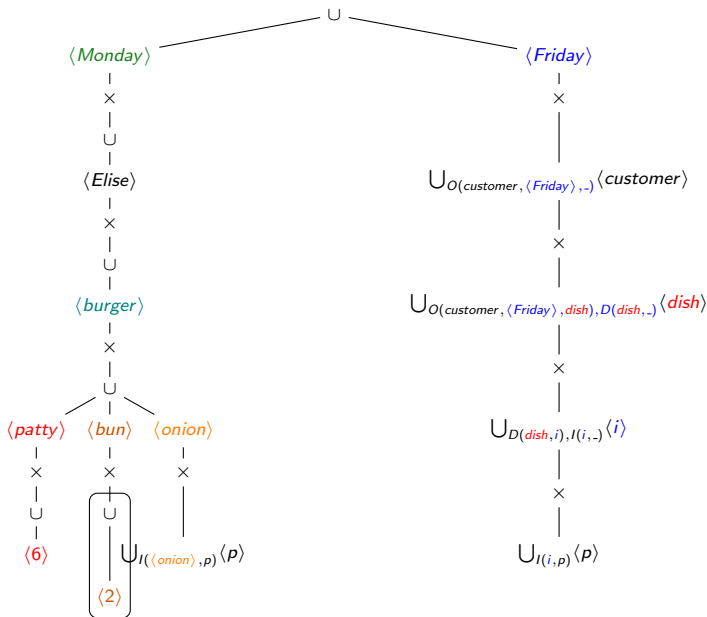 ∪
⟨Monday⟩ ⟨Friday⟩
× ×
∪
⟨Elise⟩ ⋃O(customer,⟨Friday⟩,_)⟨customer⟩
× ×
∪
⟨burger⟩ ⋃O(customer,⟨Friday⟩,dish),D(dish,_)⟨dish⟩
× ×
∪
⟨patty⟩ ⟨bun⟩ ⟨onion⟩ ⋃D(dish,i),I(i,_)⟨i⟩
× × × ×
∪ ∪
⟨6⟩ ⋃I(⟨onion⟩,p)⟨p⟩ ⋃I(i,p)⟨p⟩
⟨2⟩